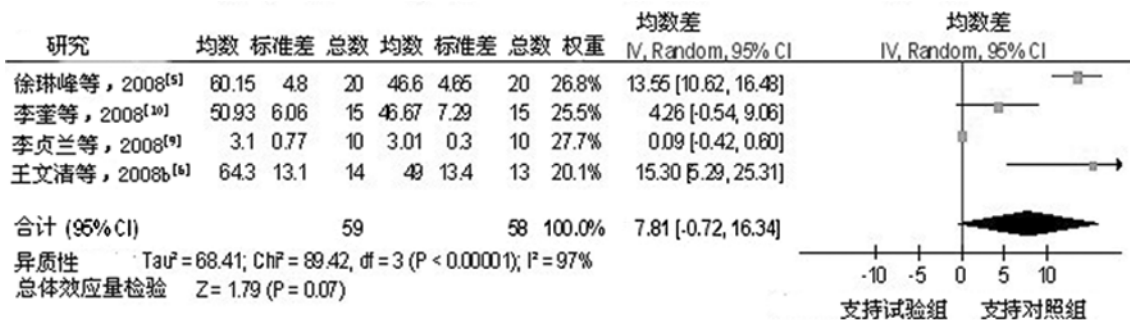 均数差 均数差
研究 均数 标准差 总数 均数 标准差 总数 权重 IV, Random, 95% CI IV, Random, 95% CI
徐琳峰等，2008[5] 60.15 4.8 20 46.6 4.65 20 26.8% 13.55 [10.62, 16.48]
李奎等，2008[10] 50.93 6.06 15 46.67 7.29 15 25.5% 4.26 [-0.54, 9.06]
李贞兰等，2008[9] 3.1 0.77 10 3.01 0.3 10 27.7% 0.09 [-0.42, 0.60]
王文清等，2008b[6] 64.3 13.1 14 49 13.4 13 20.1% 15.30 [5.29, 25.31]
合计 (95% CI) 59 58 100.0% 7.81 [-0.72, 16.34]
异质性 Tau² = 68.41; Chi² = 89.42, df = 3 (P < 0.00001); I² = 97%
总体效应量检验 Z= 1.79 (P = 0.07)
-10 -5 0 5 10
支持试验组 支持对照组